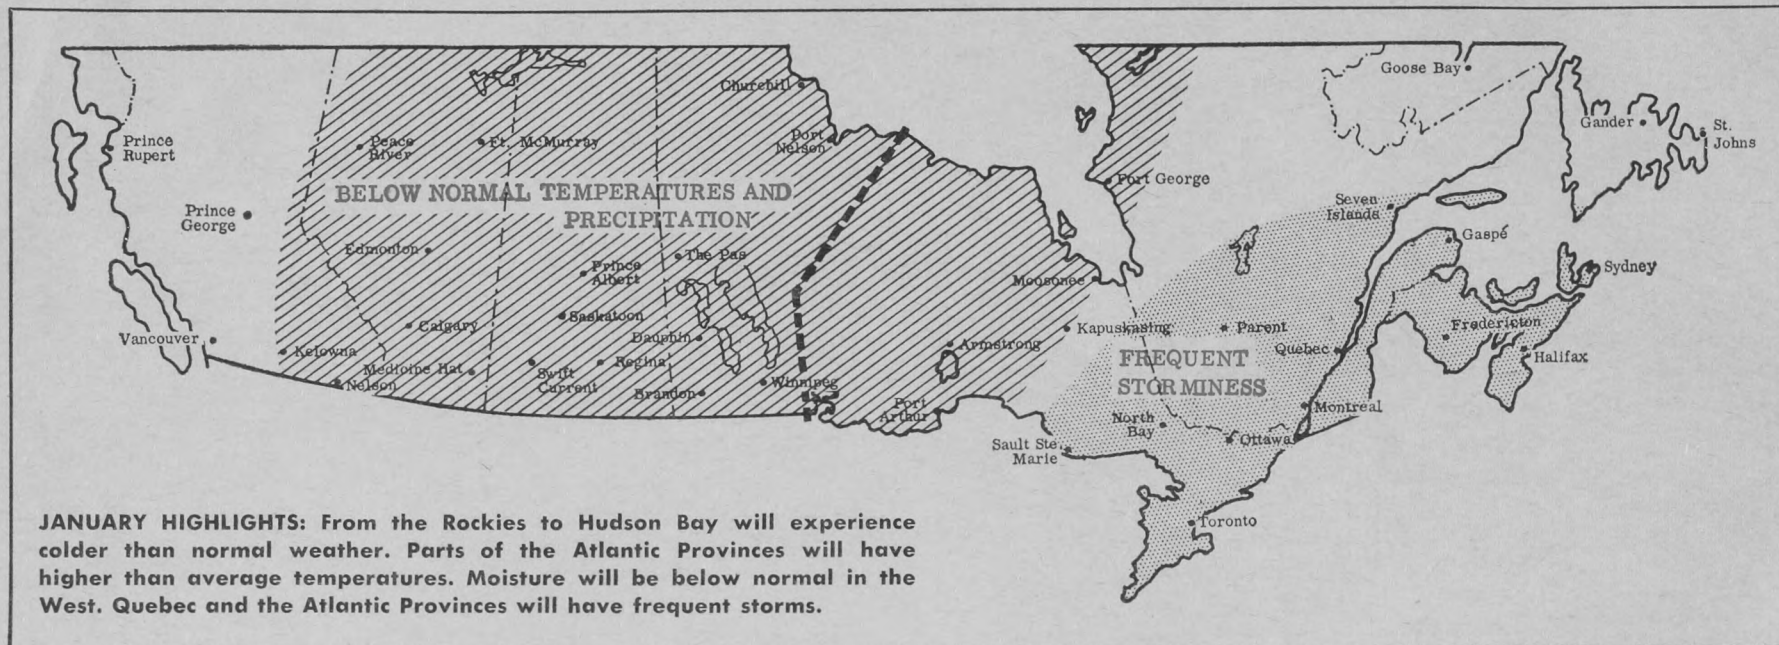 Churchill
Goose Bay
Prince
Rupert
Peace
River
Ft. McMurray
Port
Nelson
Gander
St.
Johns
BELOW NORMAL TEMPERATURES AND
PRECIPITATION
Fort George
Prince
George
Seven
Islands
Gaspé
Edmonton
The Pas
Prince
Albert
Moosonee
Sydney
Vancouver
Calgary
Saskatoon
Dauphin
Kapuskasing
Parent
Fredericton
Kelowna
Armstrong
Quebec
Halifax
FREQUENT
STORMINESS
Medicine Hat
Nelson
Swift
Current
Regina
Brandon
Winnipeg
Port
Arthur
Montreal
North
Bay
Ottawa
Sault Ste.
Marie
Toronto
JANUARY HIGHLIGHTS: From the Rockies to Hudson Bay will experience
colder than normal weather. Parts of the Atlantic Provinces will have
higher than average temperatures. Moisture will be below normal in the
West. Quebec and the Atlantic Provinces will have frequent storms.